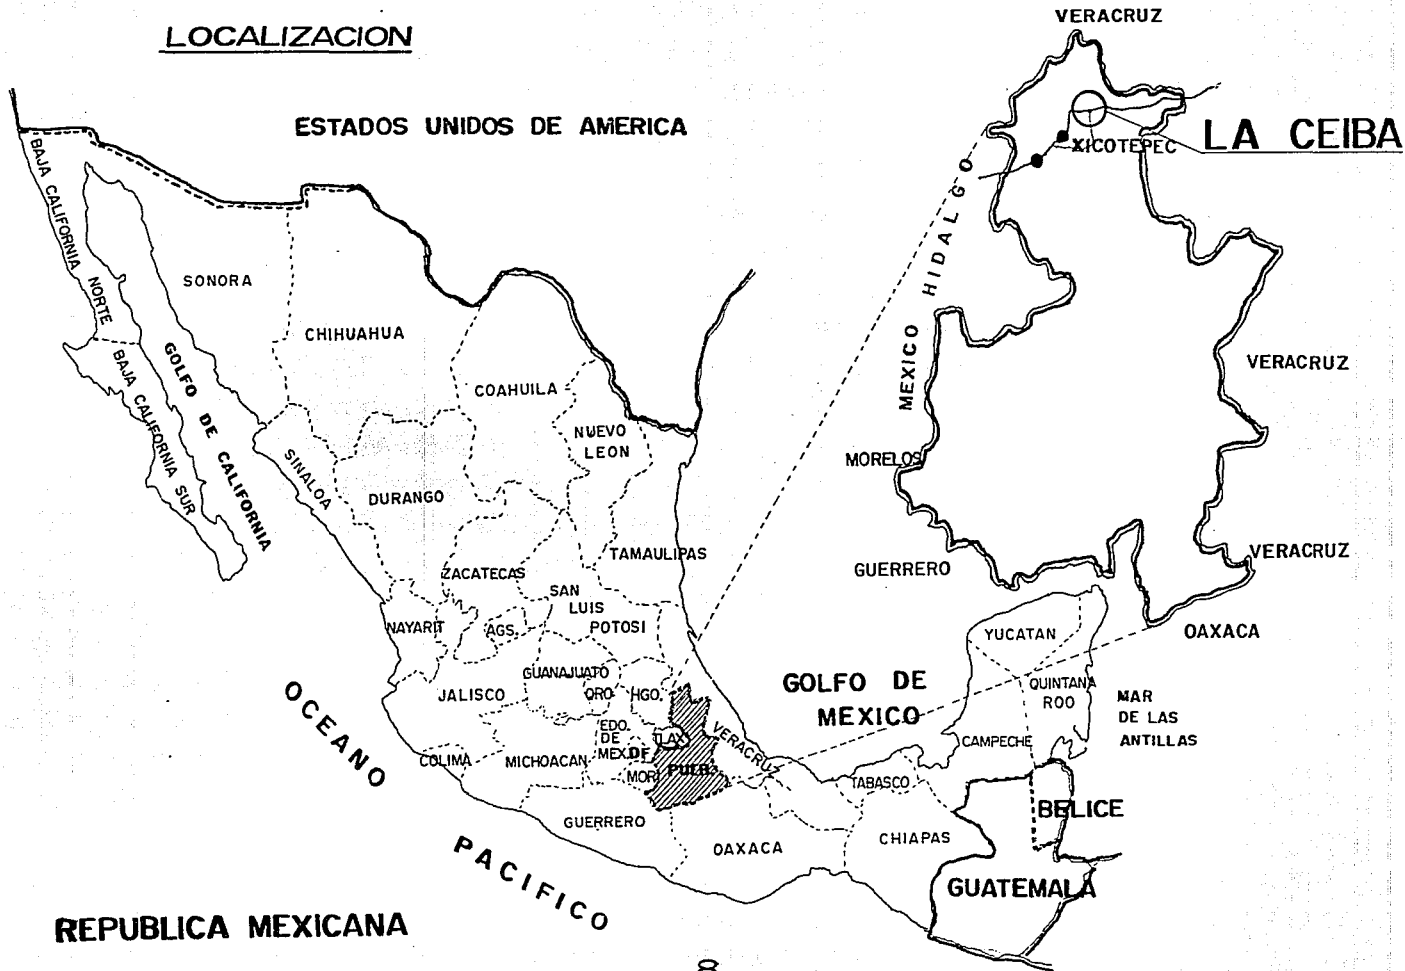 LOCALIZACION
ESTADOS UNIDOS DE AMERICA
BAJA CALIFORNIA NORTE
BAJA CALIFORNIA SUR
GOLFO DE CALIFORNIA
SONORA
CHIHUAHUA
COAHUILA
NUEVO
LEON
SINALOA
DURANGO
TAMAULIPAS
ZACATECAS
SAN
LUIS
POTOSI
NAYARIT
AGS.
GUANAJUATO
QRO.
HGO.
JALISCO
EDO.
DE
MEX.
DF
TLAX.
VERACRUZ
COLIMA
MICHOACAN
MOR.
PUEB.
GUERRERO
OAXACA
TABASCO
CHIAPAS
CAMPECHE
YUCATAN
QUINTANA
ROO
MAR
DE LAS
ANTILLAS
GOLFO DE
MEXICO
BELICE
GUATEMALA
OCEANO
PACIFICO
REPUBLICA MEXICANA
VERACRUZ
LA CEIBA
XICOTEPEC
HIDALGO
MEXICO
MORELOS
GUERRERO
VERACRUZ
VERACRUZ
OAXACA
8